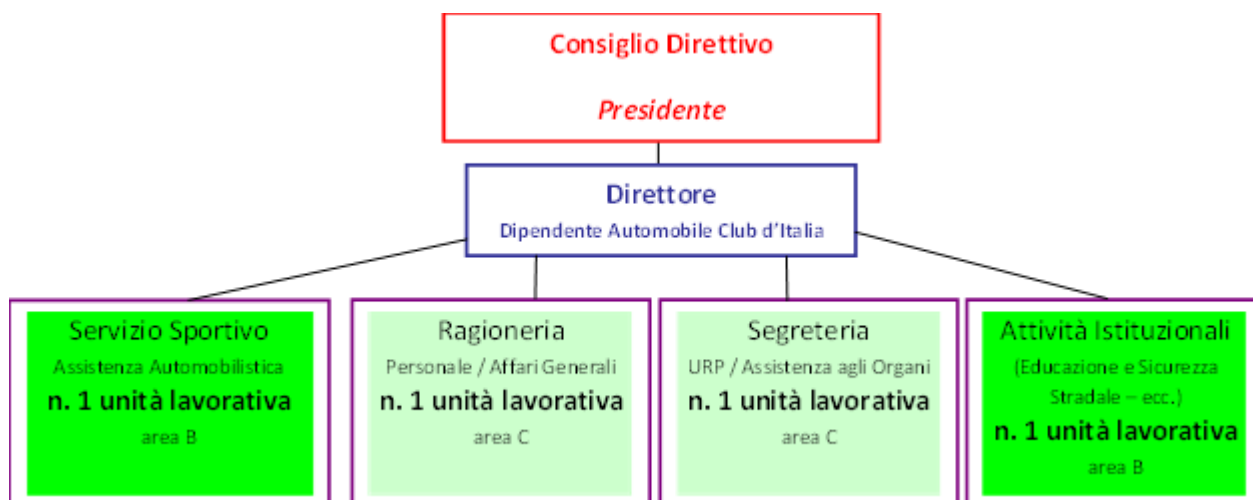 Consiglio Direttivo
Presidente
Direttore
Dipendente Automobile Club d’Italia
Servizio Sportivo
Assistenza Automobilistica
n. 1 unità lavorativa
area B
Ragioneria
Personale / Affari Generali
n. 1 unità lavorativa
area C
Segreteria
URP / Assistenza agli Organi
n. 1 unità lavorativa
area C
Attività Istituzionali
(Educazione e Sicurezza
Stradale – ecc.)
n. 1 unità lavorativa
area B